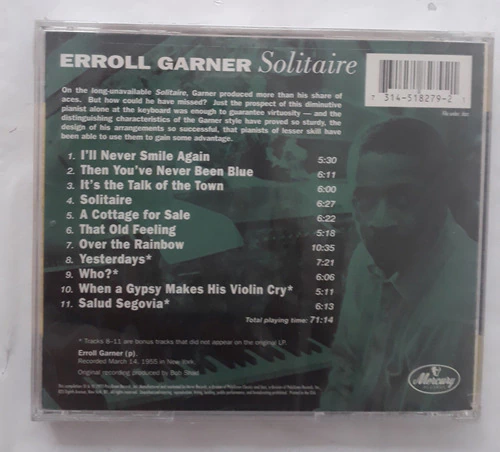 ERROLL GARNER Solitaire
On the long-unavailable Solitaire, Garner produced more than his share of
aces. But how could he have missed? Just the prospect of this diminutive
pianist alone at the keyboard was enough to guarantee virtuosity — and the
distinguishing characteristics of the Garner style have proved so sturdy, the
design of his arrangements so successful, that pianists of lesser skill have
been able to use them to gain some advantage.
7 314-518279-2 1
1. I'll Never Smile Again 5:30
2. Then You've Never Been Blue 6:11
3. It's the Talk of the Town 6:00
4. Solitaire 6:27
5. A Cottage for Sale 6:22
6. That Old Feeling 5:18
7. Over the Rainbow 10:35
8. Yesterdays* 7:21
9. Who?* 6:06
10. When a Gypsy Makes His Violin Cry* 5:11
11. Salud Segovia* 6:13
Total playing time: 71:14
* Tracks 8–11 are bonus tracks that did not appear on the original LP.
Erroll Garner (p).
Recorded March 14, 1955 in New York.
Original recording produced by Bob Shad
Mercury